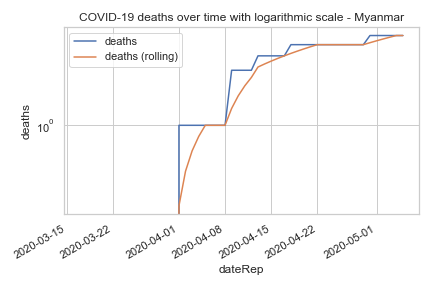 COVID-19 deaths over time with logarithmic scale - Myanmar
deaths
deaths (rolling)
deaths
10^0
2020-03-15
2020-03-22
2020-04-01
2020-04-08
2020-04-15
2020-04-22
2020-05-01
dateRep